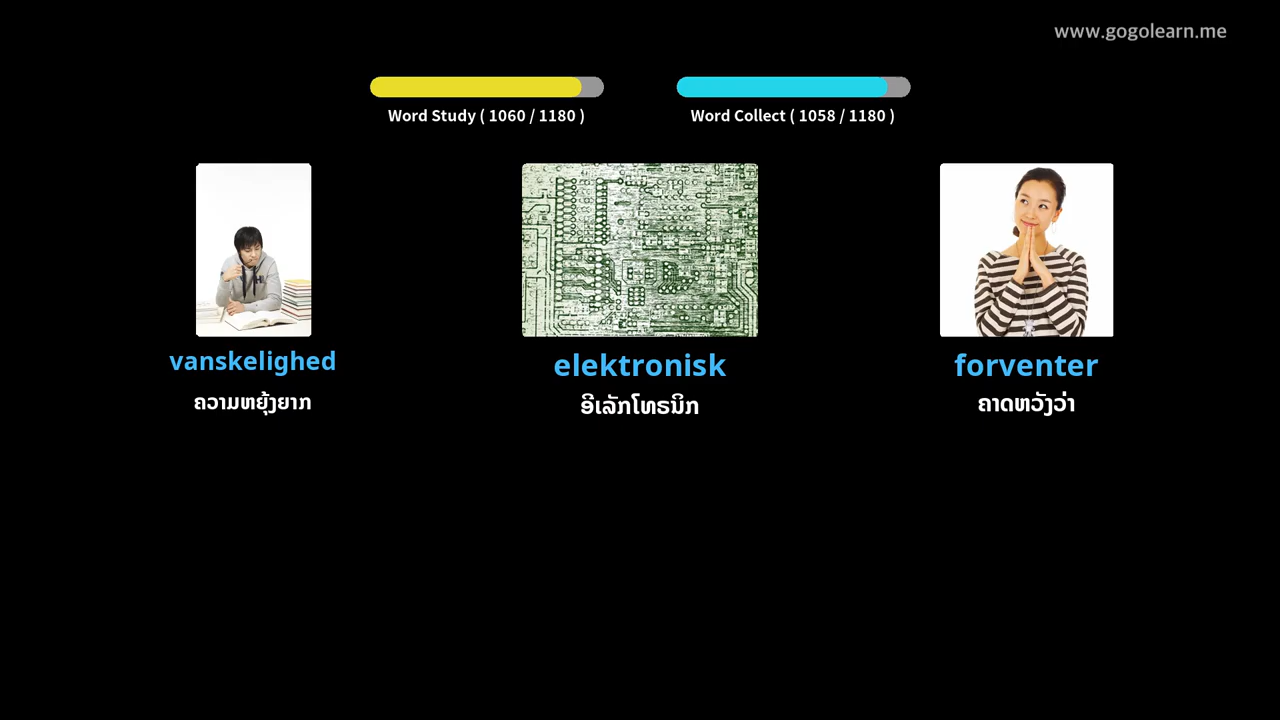 www.gogolearn.me
Word Study ( 1060 / 1180 )
Word Collect ( 1058 / 1180 )
vanskelighed
elektronisk
forventer
ຄວາມຫຍຸ້ງຍາກ
ອີເລັກໂທຣນິກ
ຄາດຫວັງວ່າ